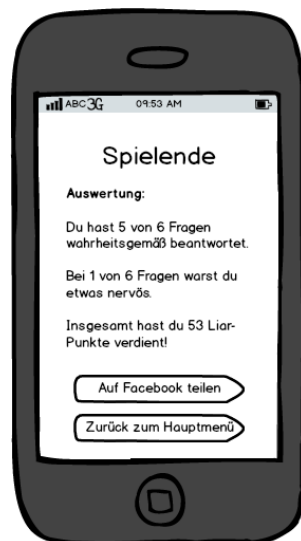 ABC 3G 09:53 AM
Spielende
Auswertung:
Du hast 5 von 6 Fragen
wahrheitsgemäß beantwortet.
Bei 1 von 6 Fragen warst du
etwas nervös.
Insgesamt hast du 53 Liar-
Punkte verdient!
Auf Facebook teilen
Zurück zum Hauptmenü